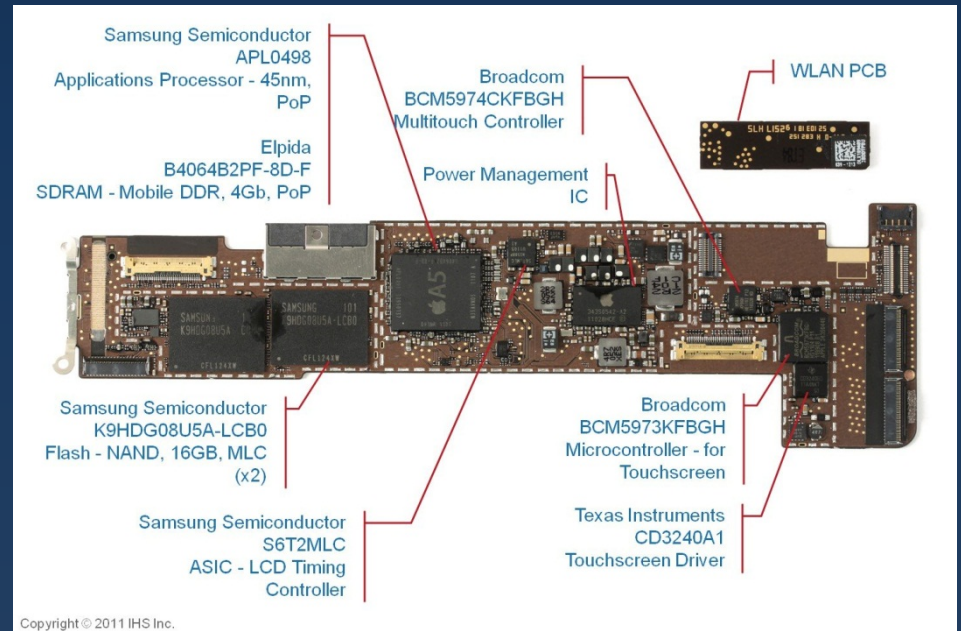 Samsung Semiconductor
APL0498
Applications Processor - 45nm,
PoP
Elpida
B4064B2PF-8D-F
SDRAM - Mobile DDR, 4Gb, PoP
Broadcom
BCM5974CKFBGH
Multitouch Controller
Power Management
IC
WLAN PCB
A5
SAMSUNG 101
K9HDG08U5A-LCB0
SAMSUN
K9HDG08U5A
Samsung Semiconductor
K9HDG08U5A-LCB0
Flash - NAND, 16GB, MLC
(x2)
Samsung Semiconductor
S6T2MLC
ASIC - LCD Timing
Controller
Broadcom
BCM5973KFBGH
Microcontroller - for
Touchscreen
Texas Instruments
CD3240A1
Touchscreen Driver
Copyright © 2011 IHS Inc.